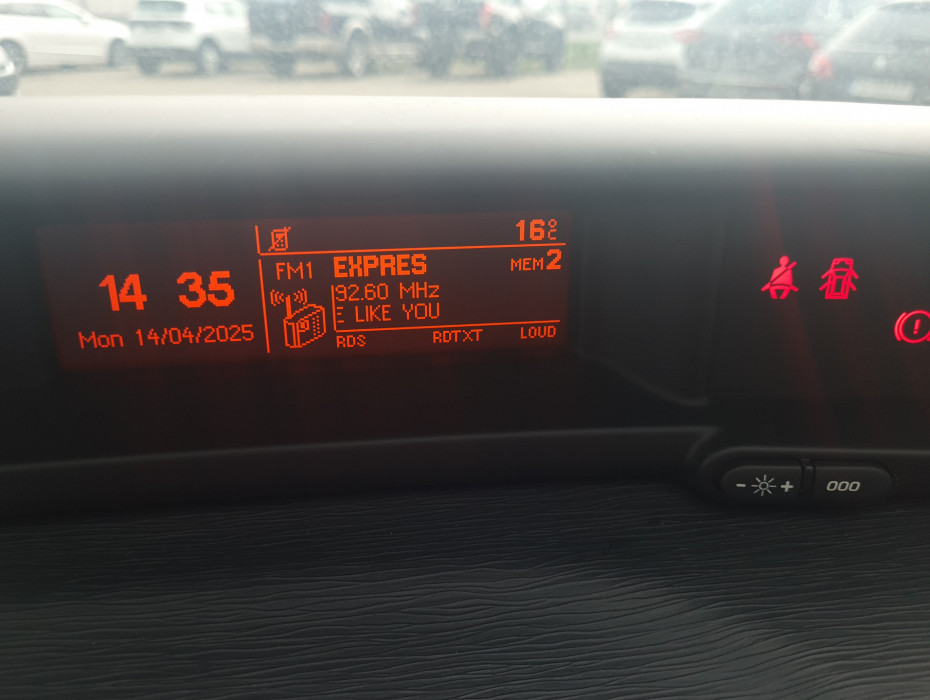 16°C
14 35
Mon 14/04/2025
FM1 EXPRES MEM2
92.60 MHz
E LIKE YOU
RDS RDTXT LOUD
- +
000